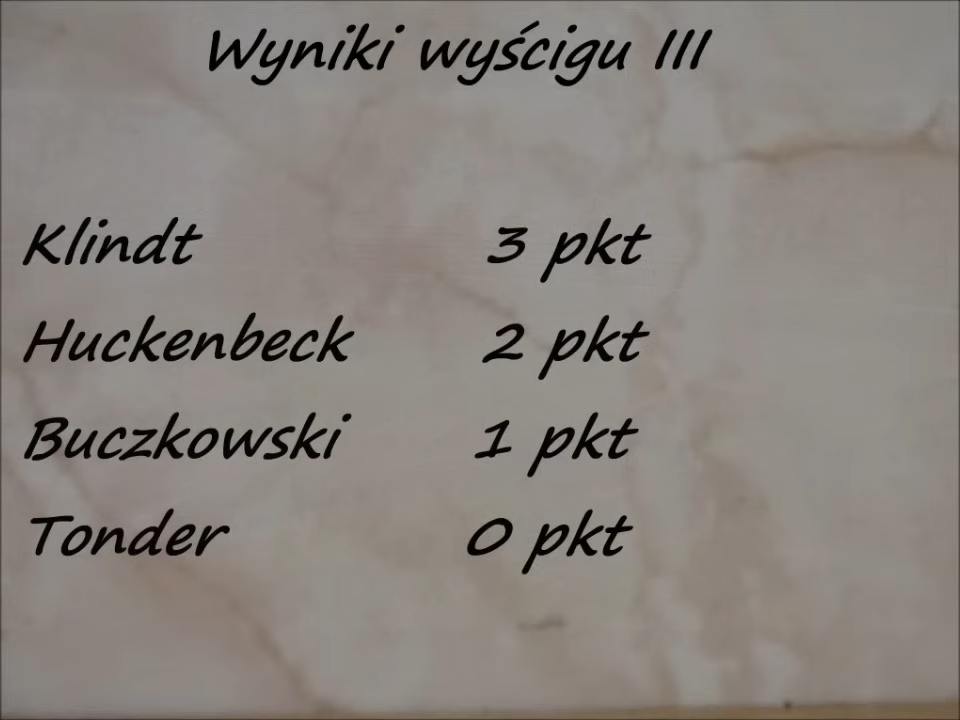 Wyniki wyścigu III
Klindt 3 pkt
Huckenbeck 2 pkt
Buczkowski 1 pkt
Tonder 0 pkt